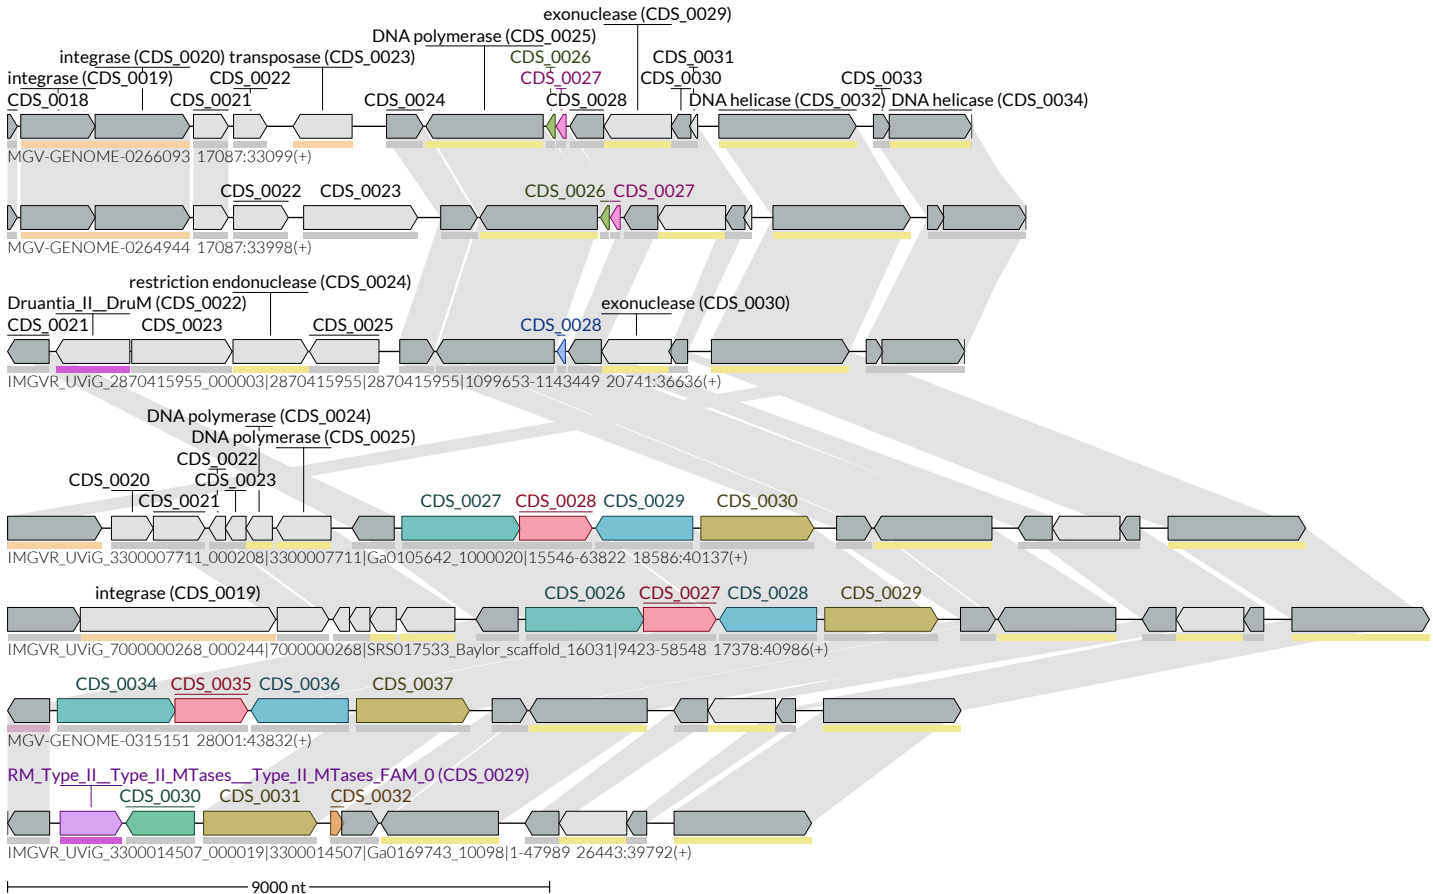 exonuclease (CDS_0029)
DNA polymerase (CDS_0025)
integrase (CDS_0020) transposase (CDS_0023) CDS_0026 CDS_0031
integrase (CDS_0019) CDS_0022 CDS_0027 CDS_0030 CDS_0033
CDS_0018 CDS_0021 CDS_0024 CDS_0028 DNA helicase (CDS_0032) DNA helicase (CDS_0034)
MGV-GENOME-0266093 17087:33099(+)
CDS_0022 CDS_0023 CDS_0026 CDS_0027
MGV-GENOME-0264944 17087:33998(+)
restriction endonuclease (CDS_0024)
Druantia_II__DruM (CDS_0022) exonuclease (CDS_0030)
CDS_0021 CDS_0023 CDS_0025 CDS_0028
IMGVR_UViG_2870415955_000003|2870415955|2870415955|1099653-1143449 20741:36636(+)
DNA polymerase (CDS_0024)
DNA polymerase (CDS_0025)
CDS_0022
CDS_0020 CDS_0023
CDS_0021 CDS_0027 CDS_0028 CDS_0029 CDS_0030
IMGVR_UViG_3300007711_000208|3300007711|Ga0105642_1000020|15546-63822 18586:40137(+)
integrase (CDS_0019) CDS_0026 CDS_0027 CDS_0028 CDS_0029
IMGVR_UViG_7000000268_000244|7000000268|SRS017533_Baylor_scaffold_16031|9423-58548 17378:40986(+)
CDS_0034 CDS_0035 CDS_0036 CDS_0037
MGV-GENOME-0315151 28001:43832(+)
RM_Type_II__Type_II_MTases___Type_II_MTases_FAM_0 (CDS_0029)
CDS_0030 CDS_0031 CDS_0032
IMGVR_UViG_3300014507_000019|3300014507|Ga0169743_10098|1-47989 26443:39792(+)
9000 nt